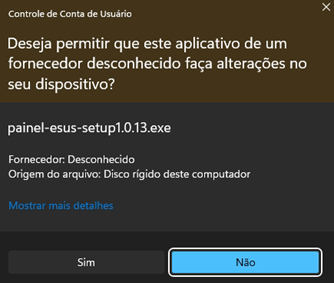 Controle de Conta de Usuário
Deseja permitir que este aplicativo de um
fornecedor desconhecido faça alterações no
seu dispositivo?
painel-esus-setup1.0.13.exe
Fornecedor: Desconhecido
Origem do arquivo: Disco rígido deste computador
Mostrar mais detalhes
Sim
Não